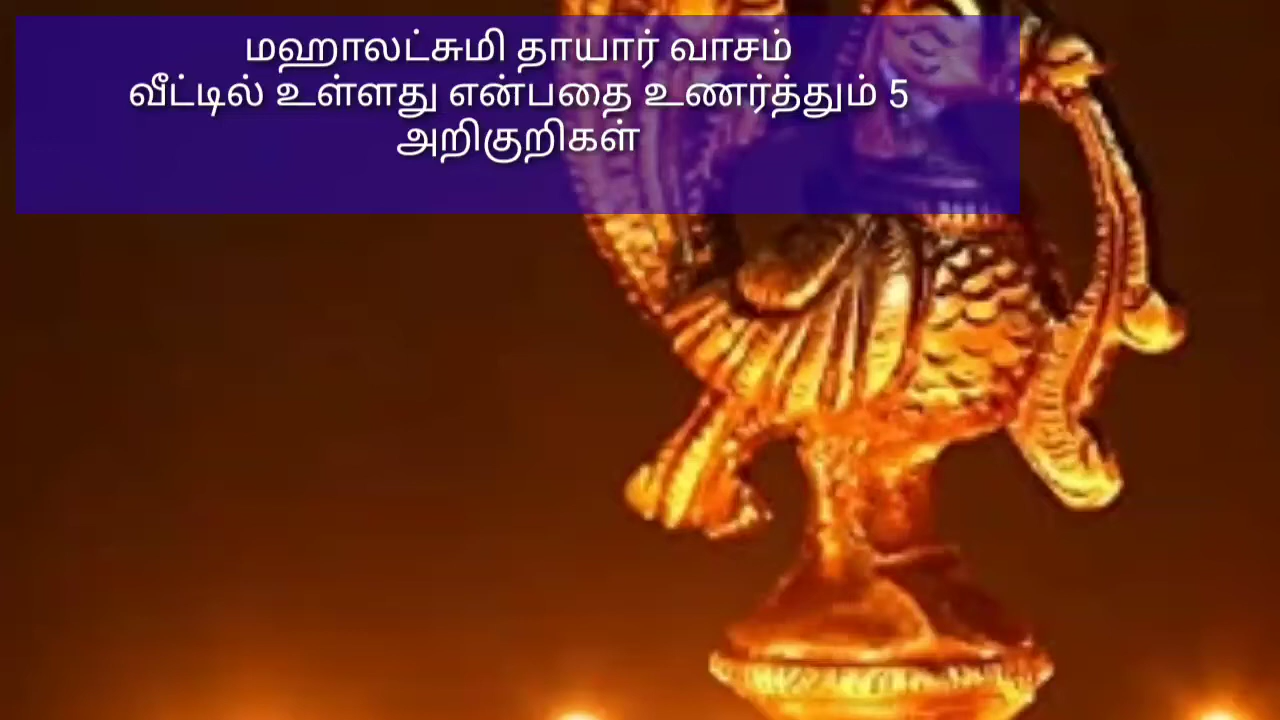 மஹாலட்சுமி தாயார் வாசம்
வீட்டில் உள்ளது என்பதை உணர்த்தும் 5
அறிகுறிகள்